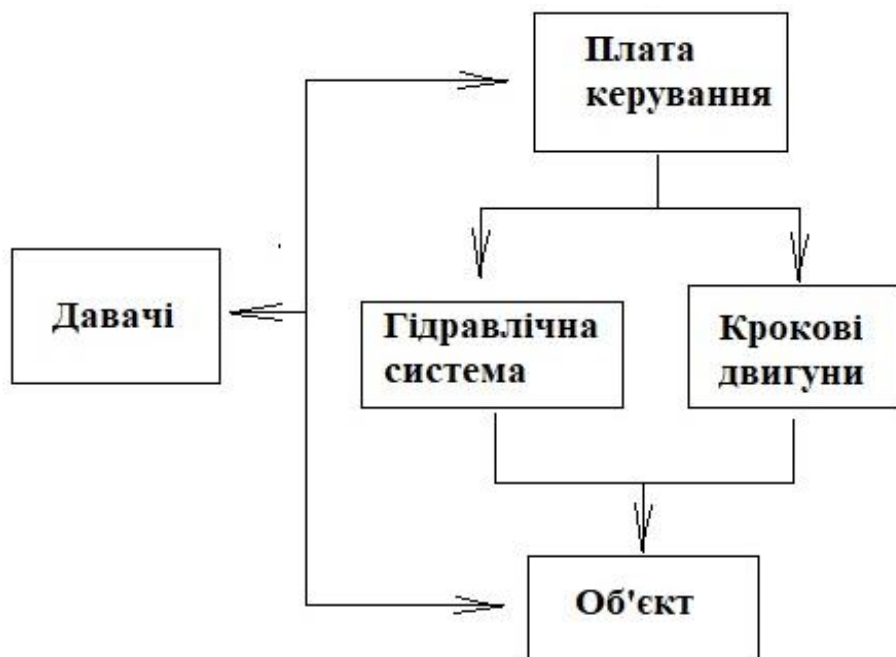 Плата
керування
Давачі
Гідравлічна
система
Крокові
двигуни
Об'єкт